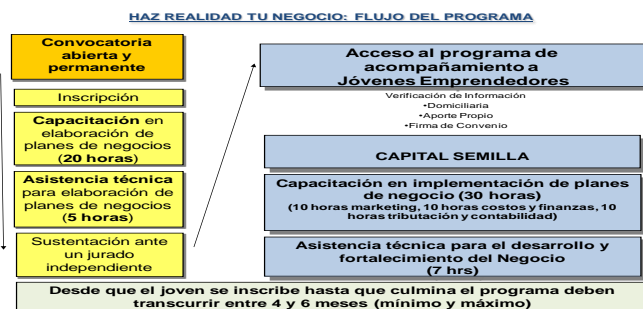 HAZ REALIDAD TU NEGOCIO: FLUJO DEL PROGRAMA
Convocatoria
abierta y
permanente
Inscripción
Capacitación en
elaboración de
planes de negocios
(20 horas)
Asistencia técnica
para elaboración de
planes de negocios
(5 horas)
Sustentación ante
un jurado
independiente
Acceso al programa de
acompañamiento a
Jóvenes Emprendedores
Verificación de Información
•Domiciliaria
•Aporte Propio
•Firma de Convenio
CAPITAL SEMILLA
Capacitación en implementación de planes
de negocio (30 horas)
(10 horas marketing, 10 horas costos y finanzas, 10
horas tributación y contabilidad)
Asistencia técnica para el desarrollo y
fortalecimiento del Negocio
(7 hrs)
Desde que el joven se inscribe hasta que culmina el programa deben
transcurrir entre 4 y 6 meses (mínimo y máximo)